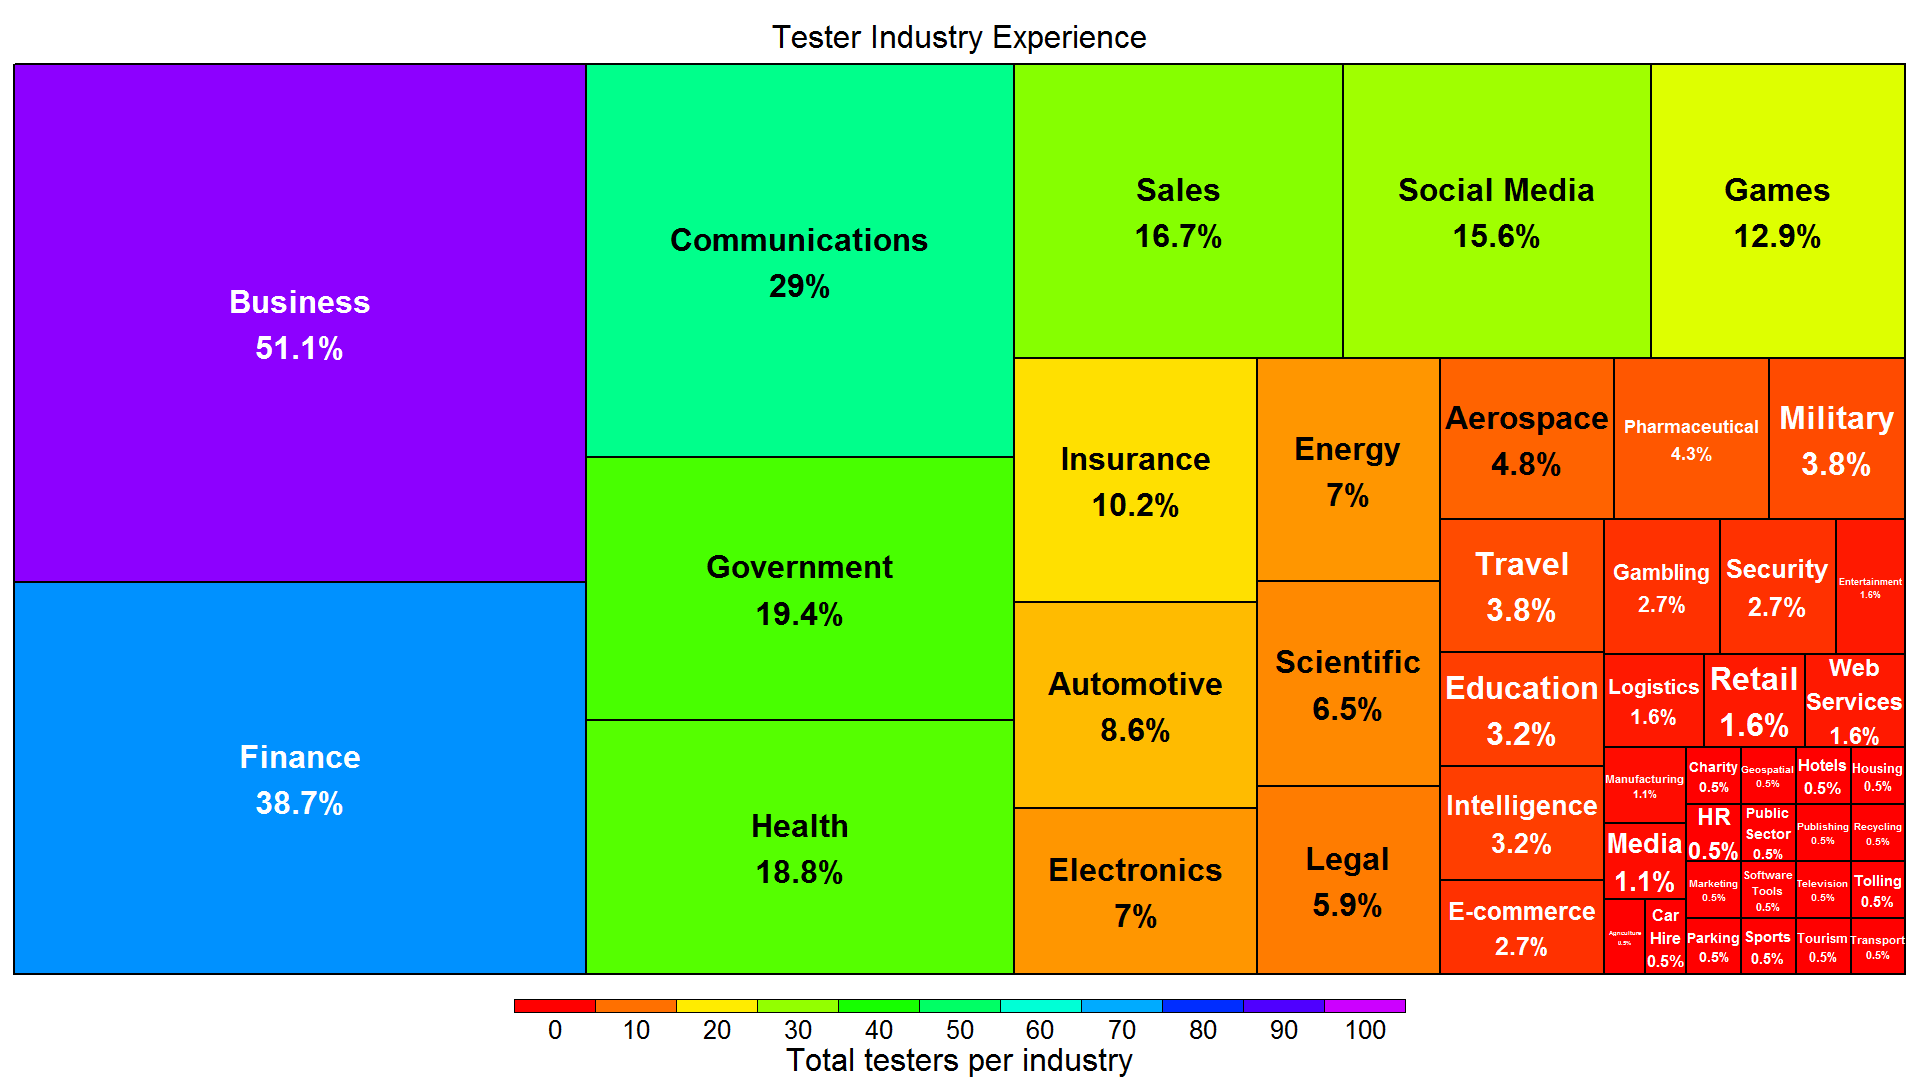 Tester Industry Experience
Business
51.1%
Finance
38.7%
Communications
29%
Government
19.4%
Health
18.8%
Sales
16.7%
Social Media
15.6%
Games
12.9%
Insurance
10.2%
Automotive
8.6%
Electronics
7%
Energy
7%
Scientific
6.5%
Legal
5.9%
Aerospace
4.8%
Pharmaceutical
4.3%
Military
3.8%
Travel
3.8%
Education
3.2%
Intelligence
3.2%
E-commerce
2.7%
Gambling
2.7%
Security
2.7%
Entertainment
1.6%
Logistics
1.6%
Retail
1.6%
Web
Services
1.6%
Manufacturing
1.1%
Media
1.1%
Agriculture
0.5%
Car
Hire
0.5%
Charity
0.5%
HR
0.5%
Marketing
0.5%
Parking
0.5%
Geospatial
0.5%
Public
Sector
0.5%
Software
Tools
0.5%
Sports
0.5%
Hotels
0.5%
Publishing
0.5%
Television
0.5%
Tourism
0.5%
Housing
0.5%
Recycling
0.5%
Tolling
0.5%
Transport
0.5%
0 10 20 30 40 50 60 70 80 90 100
Total testers per industry